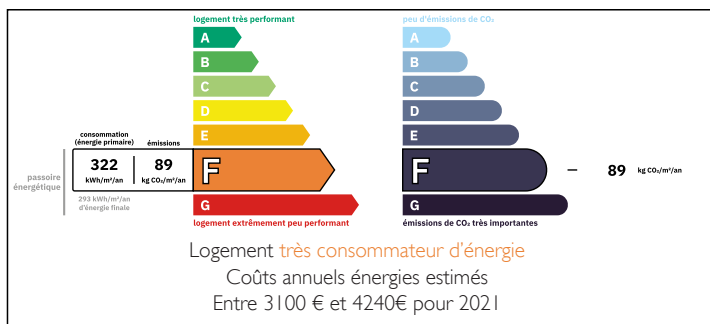 logement très performant
A
B
C
D
E
consommation
(énergie primaire)
émissions
322
kWh/m²/an
89
kg CO₂/m²/an
F
passoire
énergétique
293 kWh/m²/an
d'énergie finale
G
logement extrêmement peu performant
peu d'émissions de CO₂
A
B
C
D
E
F
89 kg CO₂/m²/an
G
émissions de CO₂ très importantes
Logement très consommateur d'énergie
Coûts annuels énergies estimés
Entre 3100 € et 4240€ pour 2021